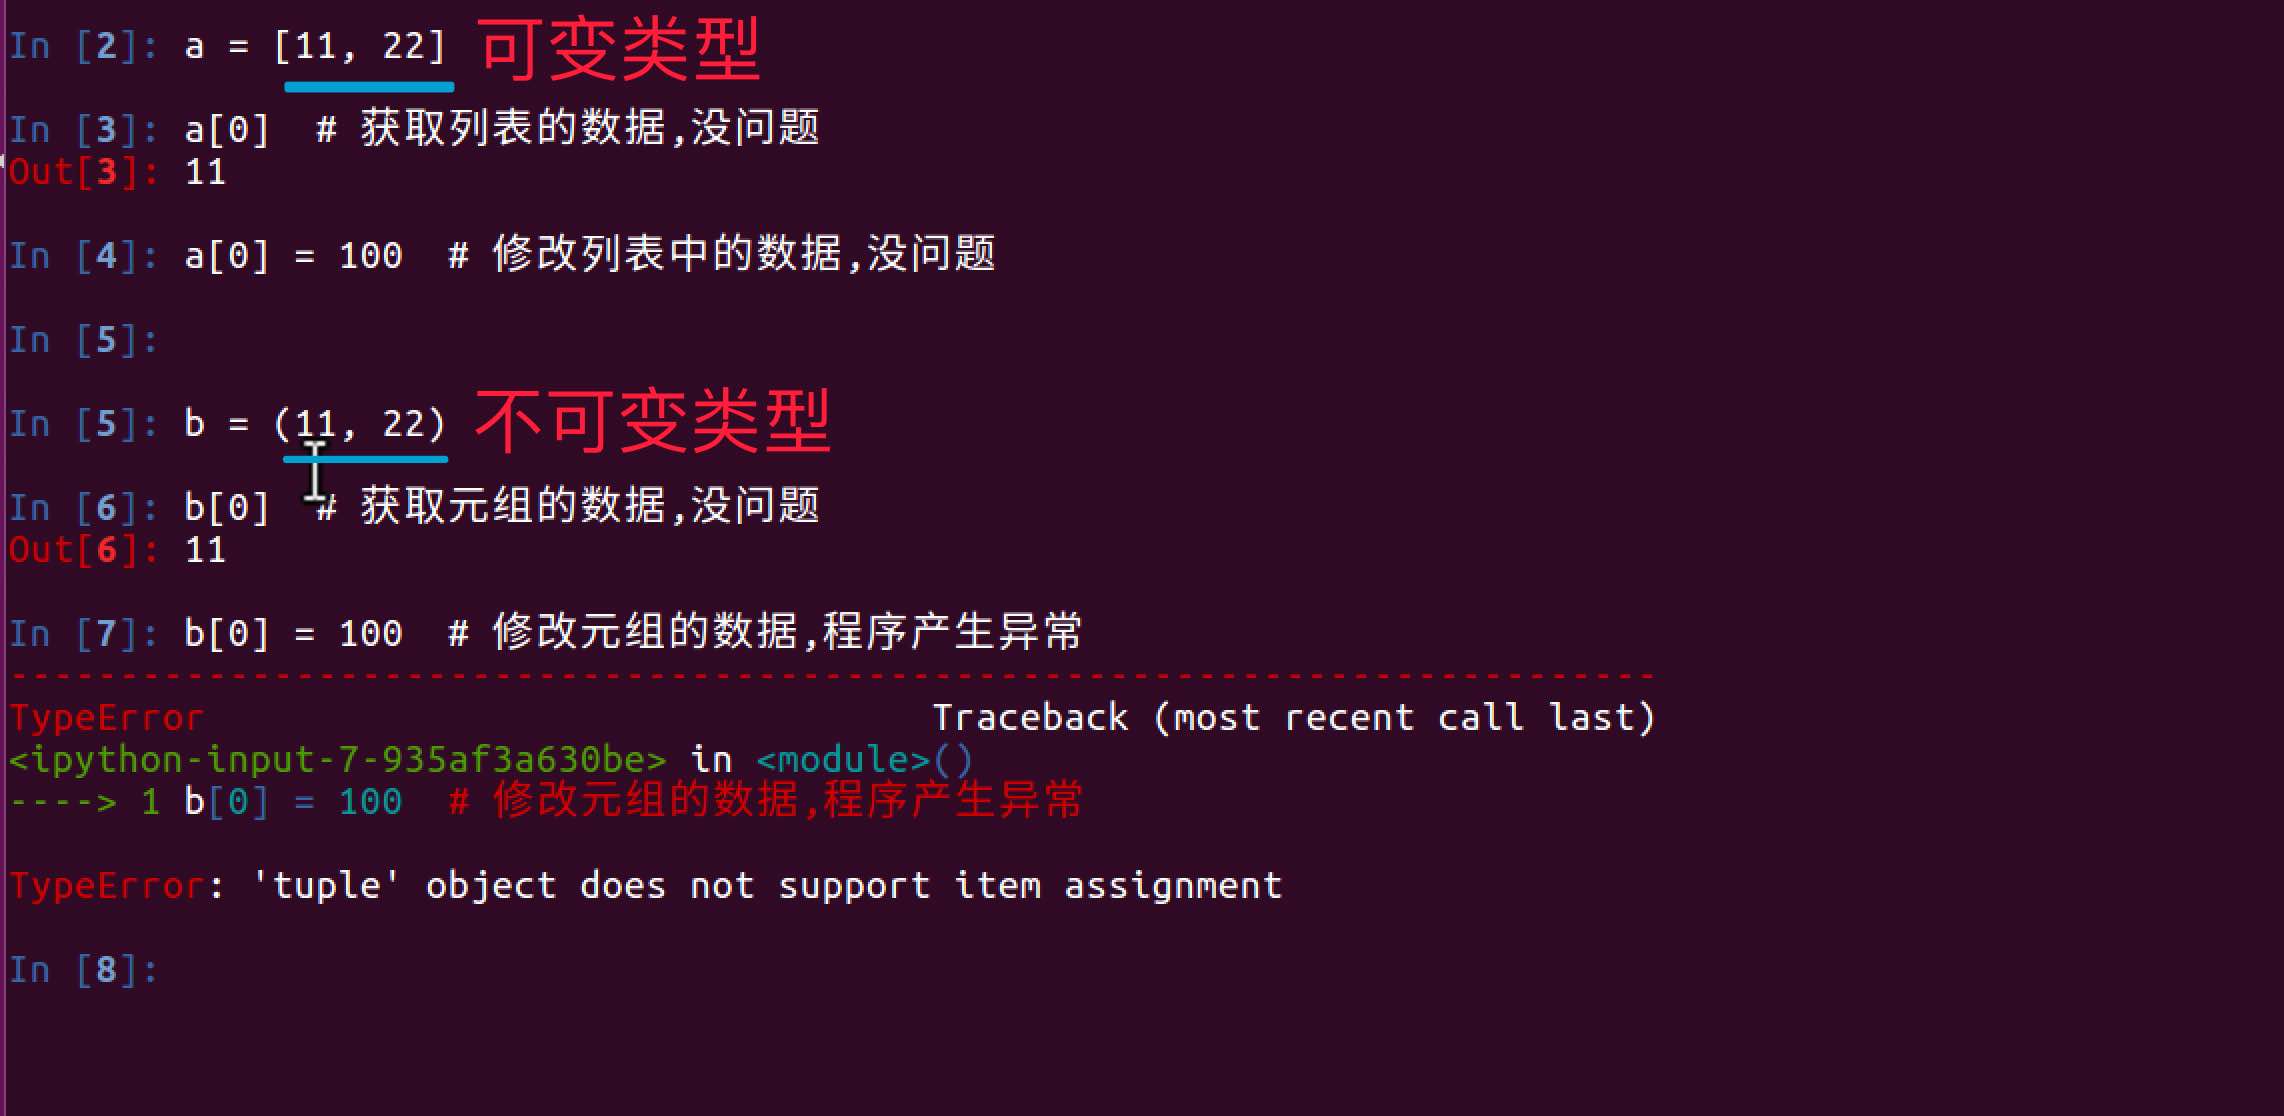 In [2]: a = [11, 22] 可变类型
In [3]: a[0]  # 获取列表的数据,没问题
Out[3]: 11
In [4]: a[0] = 100  # 修改列表中的数据,没问题
In [5]:
In [5]: b = (11, 22) 不可变类型
In [6]: b[0]  # 获取元组的数据,没问题
Out[6]: 11
In [7]: b[0] = 100  # 修改元组的数据,程序产生异常
---------------------------------------------------------------------------
TypeError                                 Traceback (most recent call last)
<ipython-input-7-935af3a630be> in <module>()
----> 1 b[0] = 100  # 修改元组的数据,程序产生异常
TypeError: 'tuple' object does not support item assignment
In [8]: